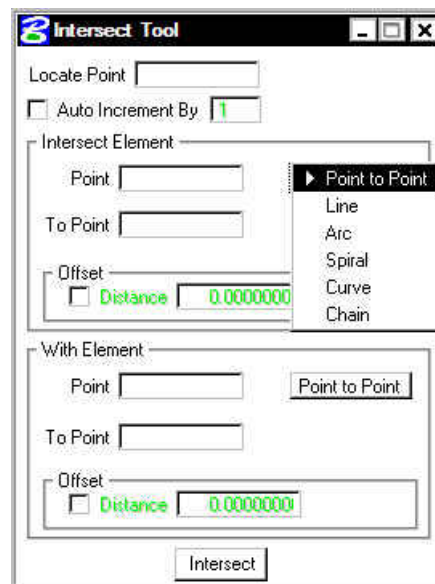 Intersect Tool
Locate Point
Auto Increment By 1
Intersect Element
Point
Point to Point
Line
To Point
Arc
Spiral
Offset
Curve
Distance 0.0000000
Chain
With Element
Point
Point to Point
To Point
Offset
Distance 0.0000000
Intersect